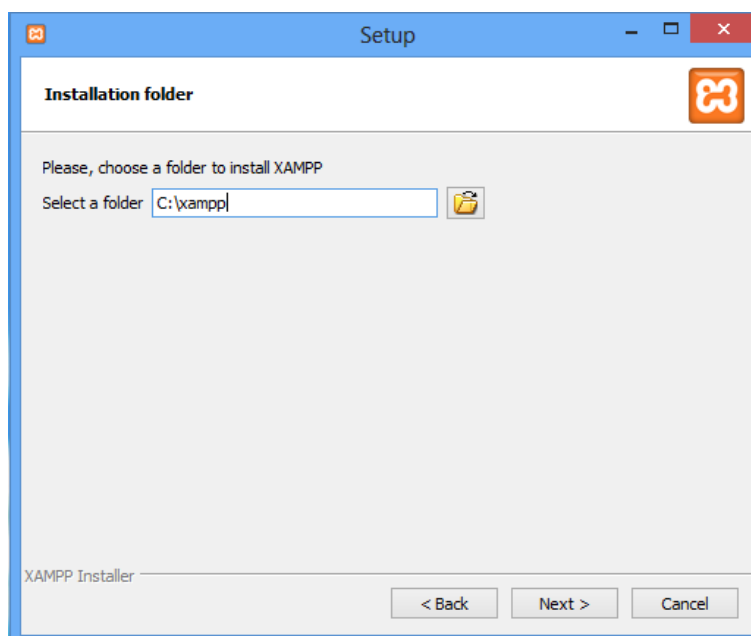 Setup
Installation folder
Please, choose a folder to install XAMPP
Select a folder C:\xampp
XAMPP Installer
< Back Next > Cancel